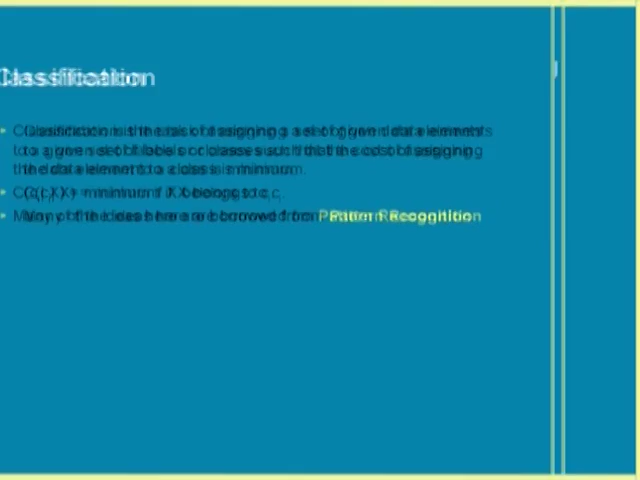 Classification
Classification is the task of assigning a set of given data elements
to a given set of labels or classes such that the cost of assigning
the data element to a class is minimum.
minimum if X belongs to
Many of the ideas here are borrowed from Pattern Recognition